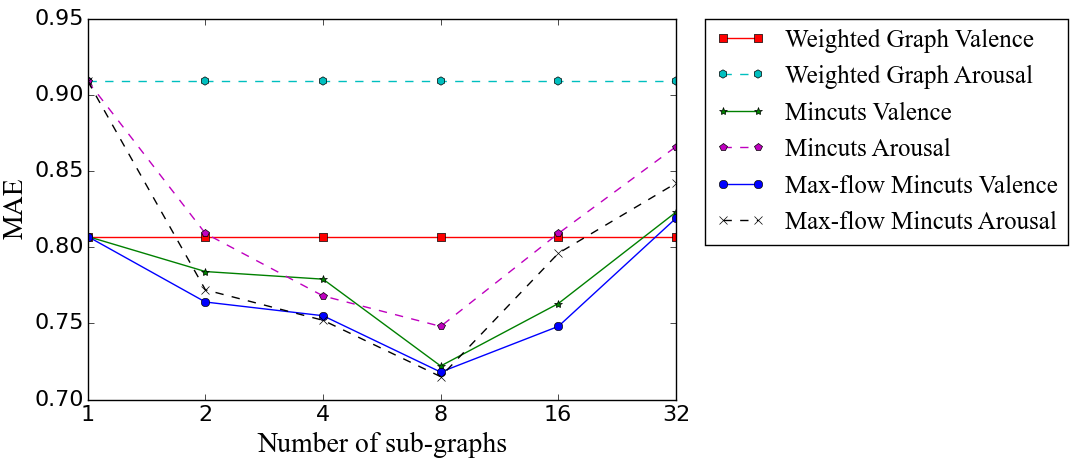 0.95
0.90
0.85
0.80
0.75
0.70
MAE
1 2 4 8 16 32
Number of sub-graphs
Weighted Graph Valence
Weighted Graph Arousal
Mincuts Valence
Mincuts Arousal
Max-flow Mincuts Valence
Max-flow Mincuts Arousal